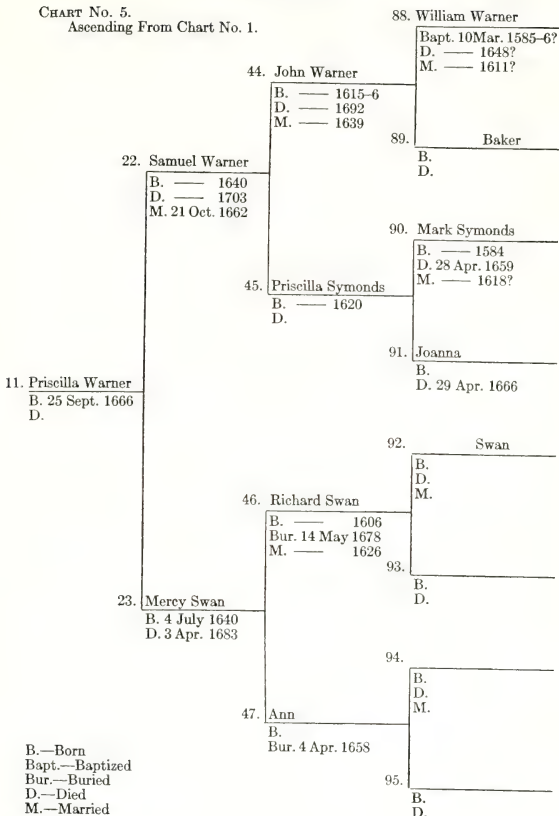 CHART NO. 5.
Ascending From Chart No. 1.
88. William Warner
Bapt. 10Mar. 1585–6?
D. —— 1648?
M. —— 1611?
44. John Warner
B. —— 1615–6
D. —— 1692
M. —— 1639
89. Baker
B.
D.
22. Samuel Warner
B. —— 1640
D. —— 1703
M. 21 Oct. 1662
90. Mark Symonds
B. —— 1584
D. 28 Apr. 1659
M. —— 1618?
45. Priscilla Symonds
B. —— 1620
D.
91. Joanna
B.
D. 29 Apr. 1666
11. Priscilla Warner
B. 25 Sept. 1666
D.
92. Swan
B.
D.
M.
46. Richard Swan
B. —— 1606
Bur. 14 May 1678
M. —— 1626
93.
B.
D.
23. Mercy Swan
B. 4 July 1640
D. 3 Apr. 1683
94.
B.
D.
M.
47. Ann
B.
Bur. 4 Apr. 1658
95.
B.
D.
B.—Born
Bapt.—Baptized
Bur.—Buried
D.—Died
M.—Married